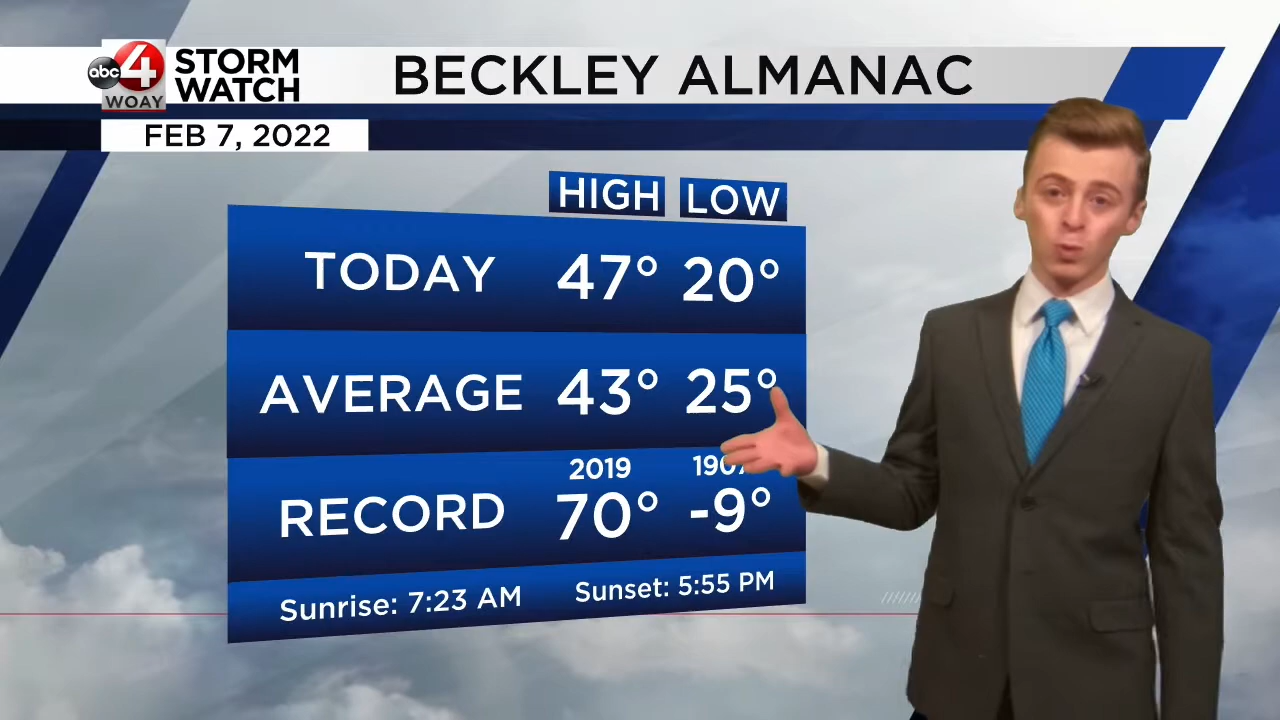 abc 4
WOAY
STORM
WATCH
BECKLEY ALMANAC
FEB 7, 2022
HIGH LOW
TODAY 47° 20°
AVERAGE 43° 25°
2019
RECORD 70° -9°
Sunrise: 7:23 AM Sunset: 5:55 PM